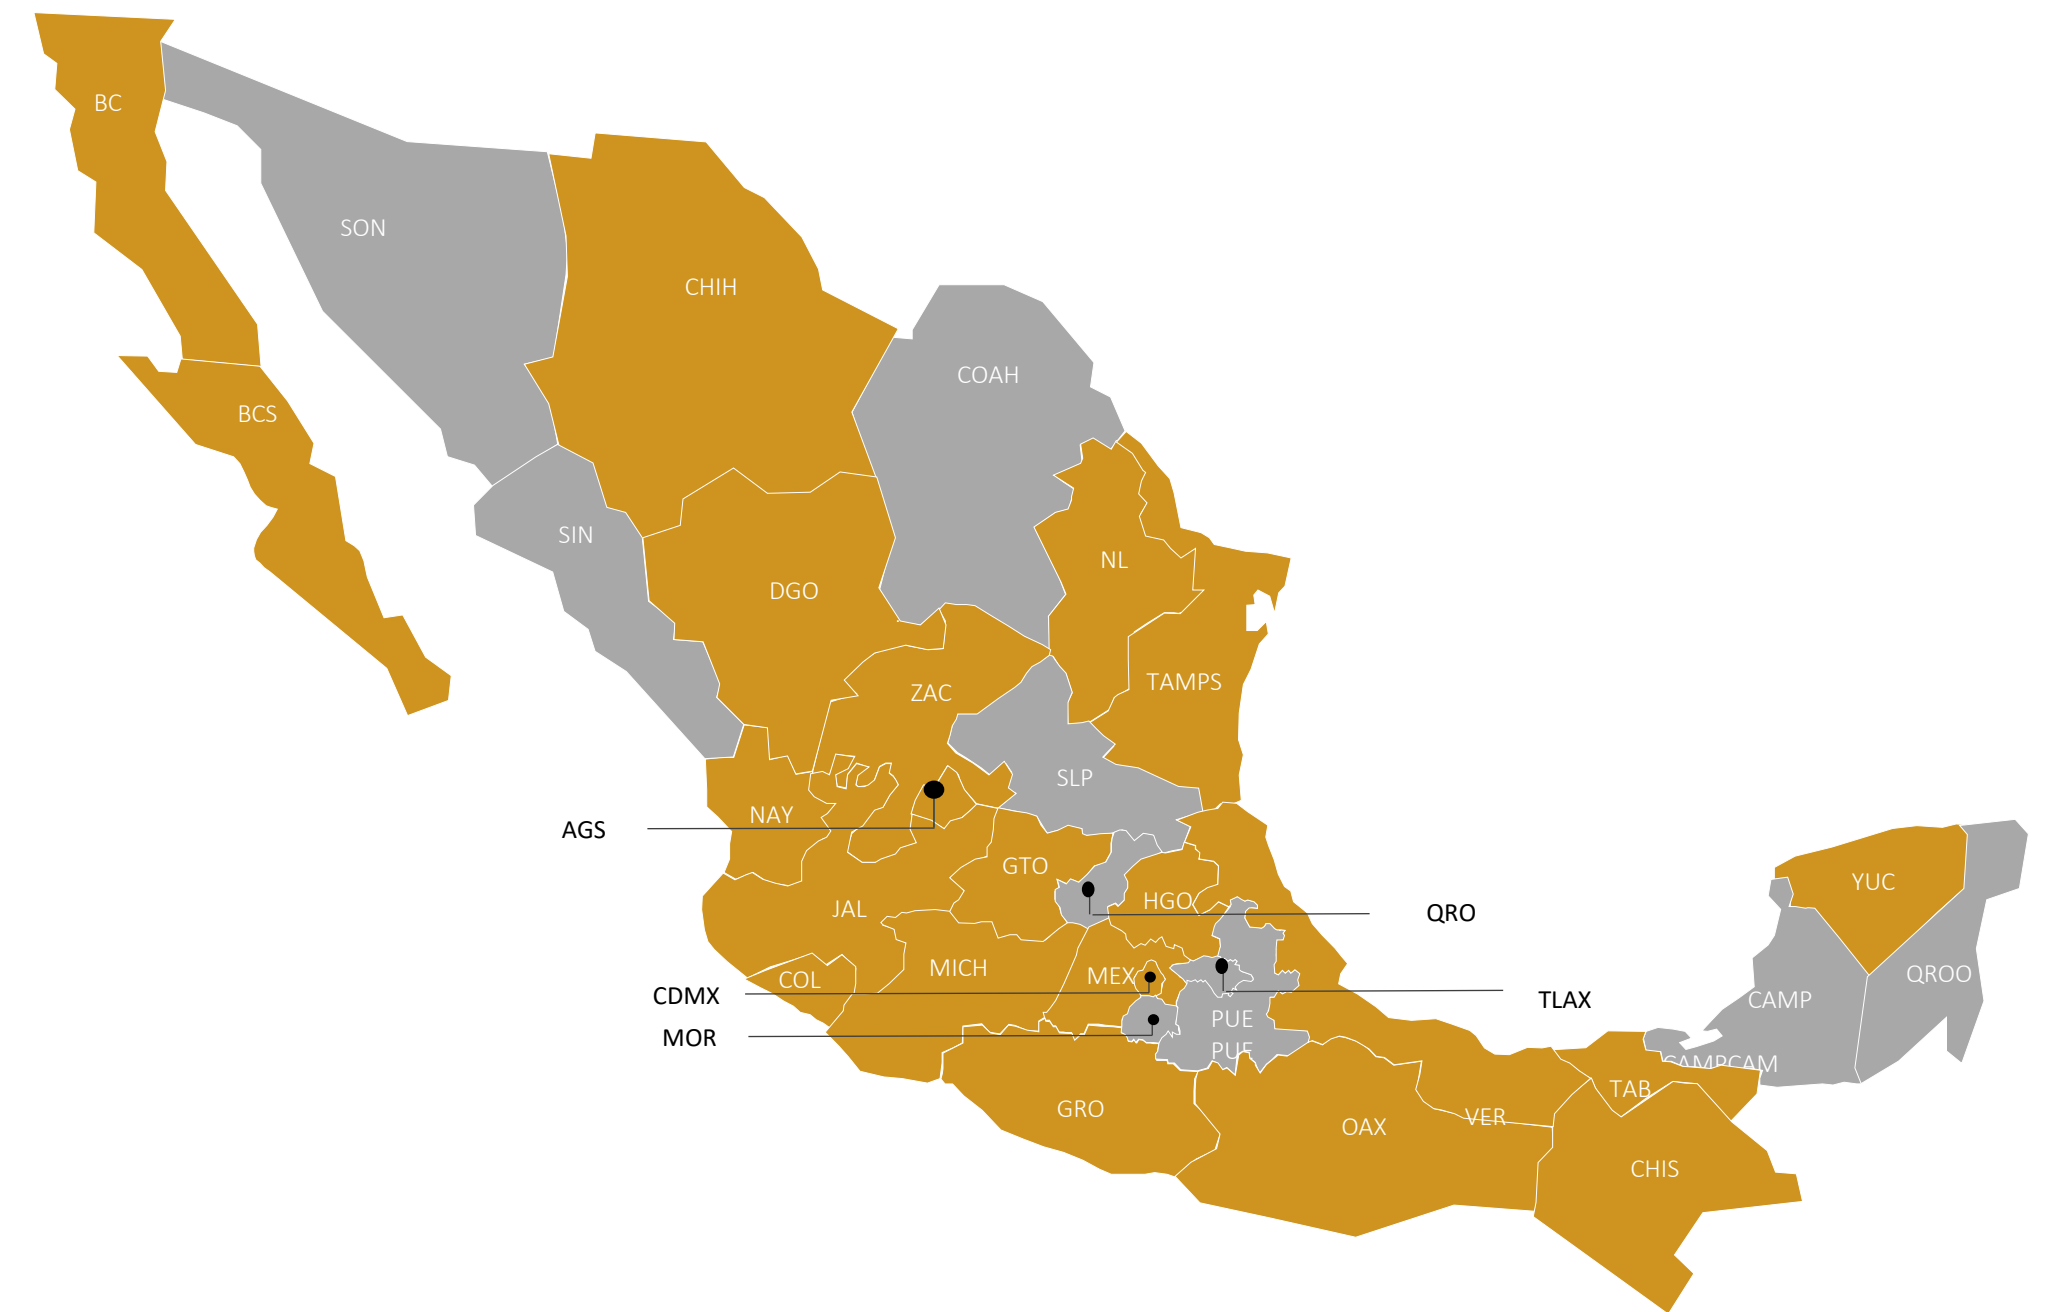 BC
SON
CHIH
COAH
BCS
SIN
NL
DGO
TAMPS
ZAC
SLP
NAY
AGS
GTO
YUC
HGO
JAL
QRO
MICH
QROO
MEX
COL
CDMX
TLAX
CAMP
PUE
MOR
PUE
CAMPCAM
TAB
GRO
VER
OAX
CHIS